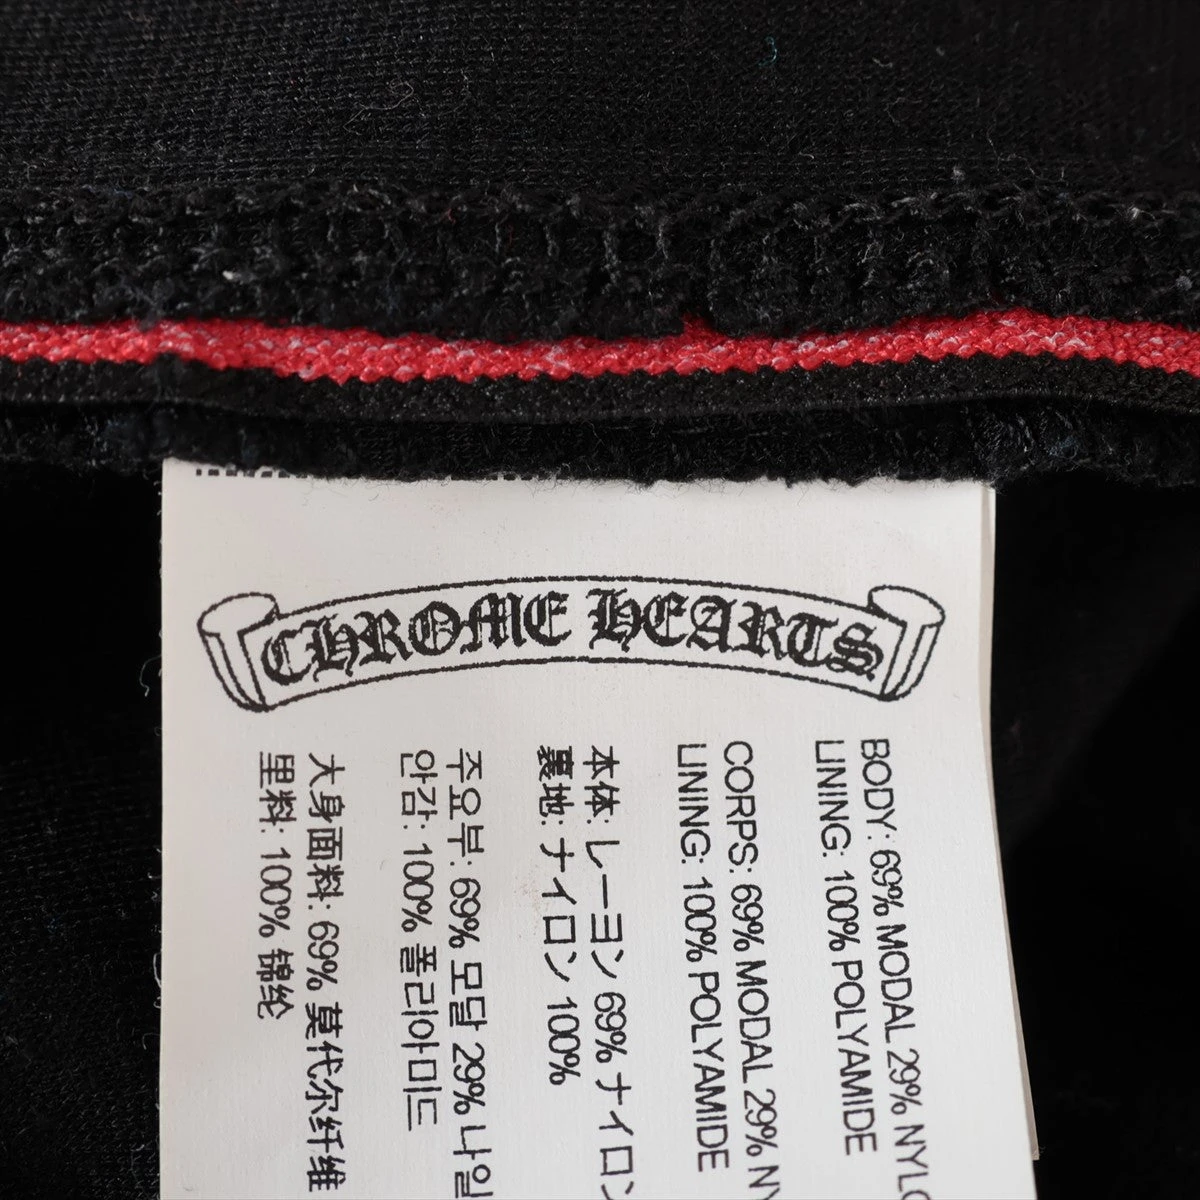 CHROME HEARTS
BODY: 69% MODAL 29%
LINING: 100% POLYAMIDE
CORPS: 69% MODAL 29%
LINING: 100% POLYAMIDE
本体: レーヨン 69% ナイロン
裏地: ナイロン 100%
주요부: 69% 모달 29% 나일
안감: 100% 폴리아미드
大身面料: 69% 莫代尔纤维
里料: 100% 锦纶